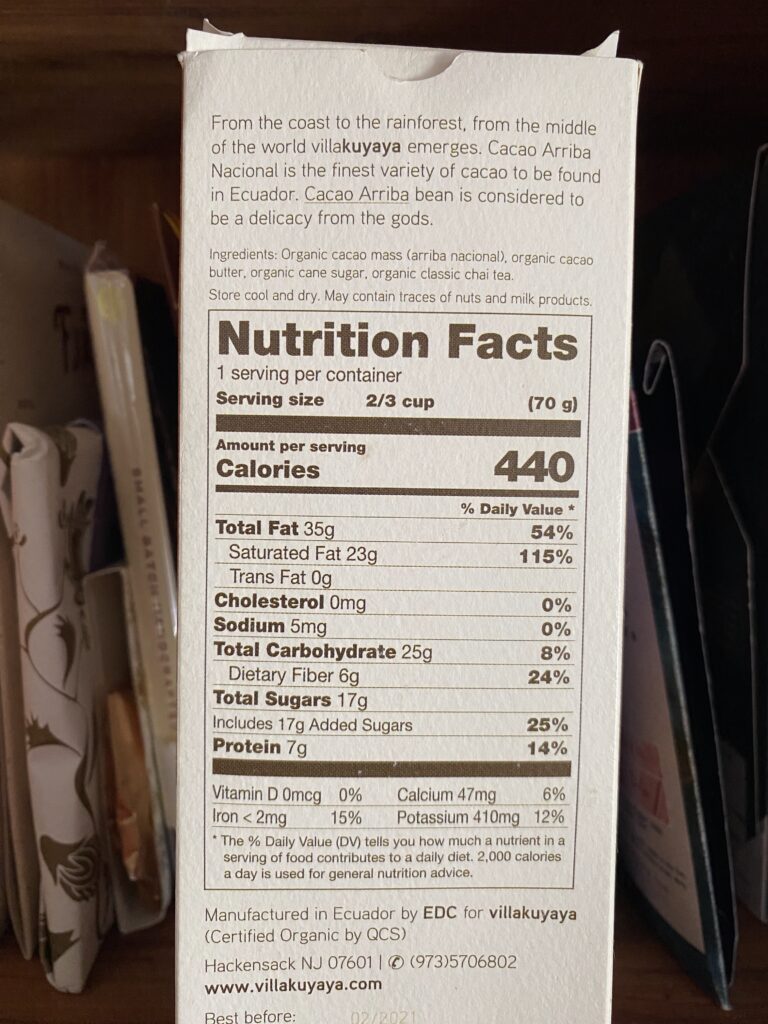 From the coast to the rainforest, from the middle
of the world villakuyaya emerges. Cacao Arriba
Nacional is the finest variety of cacao to be found
in Ecuador. Cacao Arriba bean is considered to
be a delicacy from the gods.
Ingredients: Organic cacao mass (arriba nacional), organic cacao
butter, organic cane sugar, organic classic chai tea.
Store cool and dry. May contain traces of nuts and milk products.
Nutrition Facts
1 serving per container
Serving size 2/3 cup (70 g)
Amount per serving
Calories 440
% Daily Value *
Total Fat 35g 54%
Saturated Fat 23g 115%
Trans Fat 0g
Cholesterol 0mg 0%
Sodium 5mg 0%
Total Carbohydrate 25g 8%
Dietary Fiber 6g 24%
Total Sugars 17g
Includes 17g Added Sugars 25%
Protein 7g 14%
Vitamin D 0mcg 0% Calcium 47mg 6%
Iron < 2mg 15% Potassium 410mg 12%
* The % Daily Value (DV) tells you how much a nutrient in a
serving of food contributes to a daily diet. 2,000 calories
a day is used for general nutrition advice.
Manufactured in Ecuador by EDC for villakuyaya
(Certified Organic by QCS)
Hackensack NJ 07601 | ✆ (973)5706802
www.villakuyaya.com
Best before: 02/2021
SMALL BATCH